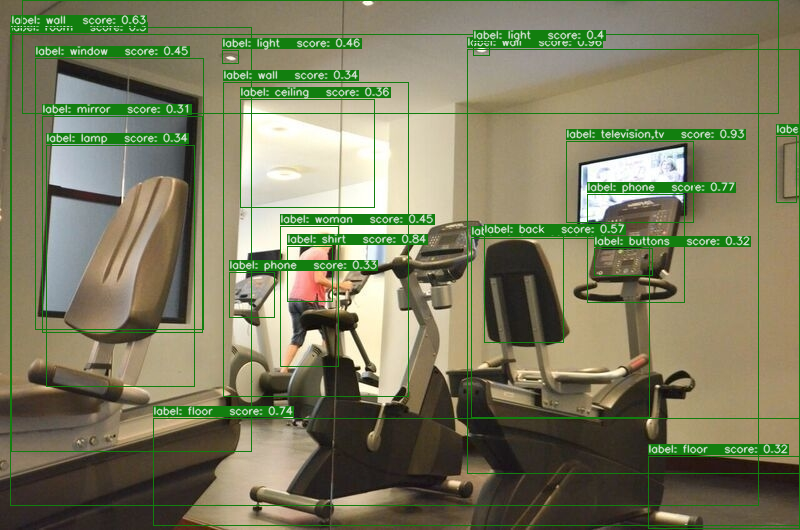 label: wall score: 0.63
label: room score: 0.3
label: light score: 0.4
label: wall score: 0.96
label: light score: 0.46
label: window score: 0.45
label: wall score: 0.34
label: ceiling score: 0.36
label: mirror score: 0.31
label: television,tv score: 0.93
labe
label: lamp score: 0.34
label: phone score: 0.77
label: woman score: 0.45
label: back score: 0.57
label: shirt score: 0.84
label: buttons score: 0.32
label: phone score: 0.33
label: floor score: 0.74
label: floor score: 0.32